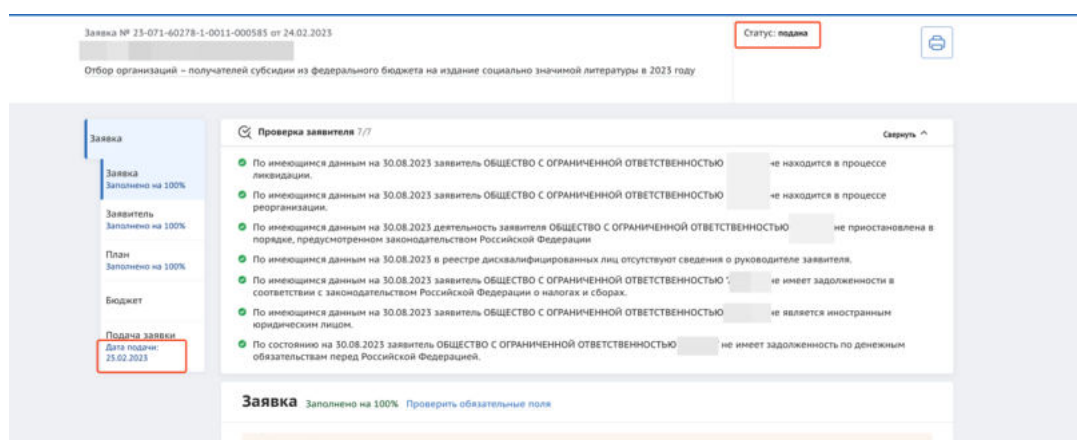 Заявка № 23-071-60278-1-0011-000585 от 24.02.2023
Статус: подана
Отбор организаций – получателей субсидии из федерального бюджета на издание социально значимой литературы в 2023 году
Заявка
Заявка
Заполнено на 100%
Заявитель
Заполнено на 100%
План
Заполнено на 100%
Бюджет
Подача заявки
Дата подачи:
25.02.2023
Проверка заявителя 7/7
Свернуть
По имеющимся данным на 30.08.2023 заявитель ОБЩЕСТВО С ОГРАНИЧЕННОЙ ОТВЕТСТВЕННОСТЬЮ не находится в процессе
ликвидации.
По имеющимся данным на 30.08.2023 заявитель ОБЩЕСТВО С ОГРАНИЧЕННОЙ ОТВЕТСТВЕННОСТЬЮ не находится в процессе
реорганизации.
По имеющимся данным на 30.08.2023 деятельность заявителя ОБЩЕСТВО С ОГРАНИЧЕННОЙ ОТВЕТСТВЕННОСТЬЮ не приостановлена в
порядке, предусмотренном законодательством Российской Федерации
По имеющимся данным на 30.08.2023 в реестре дисквалифицированных лиц отсутствуют сведения о руководителе заявителя.
По имеющимся данным на 30.08.2023 заявитель ОБЩЕСТВО С ОГРАНИЧЕННОЙ ОТВЕТСТВЕННОСТЬЮ не имеет задолженности в
соответствии с законодательством Российской Федерации о налогах и сборах.
По имеющимся данным на 30.08.2023 заявитель ОБЩЕСТВО С ОГРАНИЧЕННОЙ ОТВЕТСТВЕННОСТЬЮ не является иностранным
юридическим лицом.
По состоянию на 30.08.2023 заявитель ОБЩЕСТВО С ОГРАНИЧЕННОЙ ОТВЕТСТВЕННОСТЬЮ не имеет задолженность по денежным
обязательствам перед Российской Федерацией.
Заявка Заполнено на 100% Проверить обязательные поля